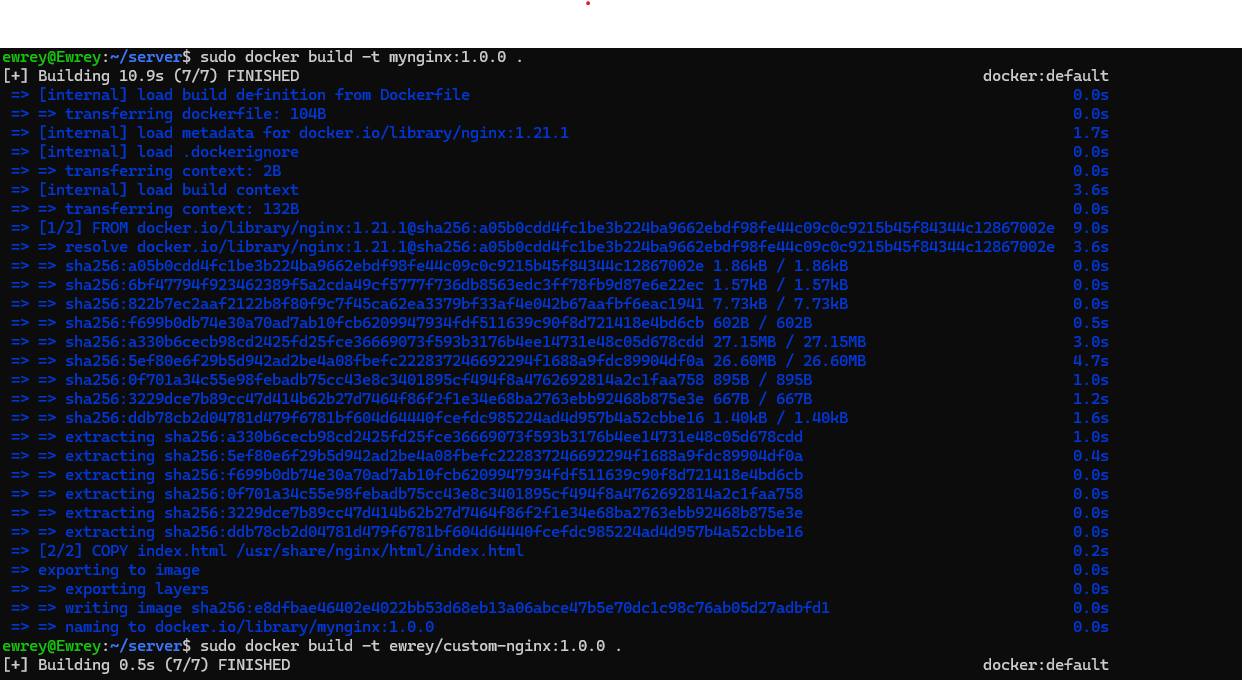 ewrey@Ewrey:~/server$ sudo docker build -t mynginx:1.0.0 .
[+] Building 10.9s (7/7) FINISHED docker:default
=> [internal] load build definition from Dockerfile 0.0s
=> => transferring dockerfile: 104B 0.0s
=> [internal] load metadata for docker.io/library/nginx:1.21.1 1.7s
=> [internal] load .dockerignore 0.0s
=> => transferring context: 2B 0.0s
=> [internal] load build context 3.6s
=> => transferring context: 132B 0.0s
=> [1/2] FROM docker.io/library/nginx:1.21.1@sha256:a05b0cdd4fc1be3b224ba9662ebdf98fe44c09c0c9215b45f84344c12867002e 9.0s
=> => resolve docker.io/library/nginx:1.21.1@sha256:a05b0cdd4fc1be3b224ba9662ebdf98fe44c09c0c9215b45f84344c12867002e 3.6s
=> => sha256:a05b0cdd4fc1be3b224ba9662ebdf98fe44c09c0c9215b45f84344c12867002e 1.86kB / 1.86kB 0.0s
=> => sha256:6bf47794f923462389f5a2cda49cf5777f736db8563edc3ff78fb9d87e6e22ec 1.57kB / 1.57kB 0.0s
=> => sha256:822b7ec2aaf2122b8f80f9c7f45ca62ea3379bf33af4e042b67aafbf6eac1941 7.73kB / 7.73kB 0.0s
=> => sha256:f699b0db74e30a70ad7ab10fcb6209947934fdf511639c90f8d721418e4bd6cb 602B / 602B 0.5s
=> => sha256:a330b6cecb98cd2425fd25fce36669073f593b3176b4ee14731e48c05d678cdd 27.15MB / 27.15MB 3.0s
=> => sha256:5ef80e6f29b5d942ad2be4a08fbefc222837246692294f1688a9fdc89904df0a 26.60MB / 26.60MB 4.7s
=> => sha256:0f701a34c55e98febadb75cc43e8c3401895cf494f8a4762692814a2c1faa758 895B / 895B 1.0s
=> => sha256:3229dce7b89cc47d414b62b27d7464f86f2f1e34e68ba2763ebb92468b875e3e 667B / 667B 1.2s
=> => sha256:ddb78cb2d04781d479f6781bf604d64440fcefdc985224ad4d957b4a52cbbe16 1.40kB / 1.40kB 1.6s
=> => extracting sha256:a330b6cecb98cd2425fd25fce36669073f593b3176b4ee14731e48c05d678cdd 1.0s
=> => extracting sha256:5ef80e6f29b5d942ad2be4a08fbefc222837246692294f1688a9fdc89904df0a 0.4s
=> => extracting sha256:f699b0db74e30a70ad7ab10fcb6209947934fdf511639c90f8d721418e4bd6cb 0.0s
=> => extracting sha256:0f701a34c55e98febadb75cc43e8c3401895cf494f8a4762692814a2c1faa758 0.0s
=> => extracting sha256:3229dce7b89cc47d414b62b27d7464f86f2f1e34e68ba2763ebb92468b875e3e 0.0s
=> => extracting sha256:ddb78cb2d04781d479f6781bf604d64440fcefdc985224ad4d957b4a52cbbe16 0.0s
=> [2/2] COPY index.html /usr/share/nginx/html/index.html 0.2s
=> exporting to image 0.0s
=> => exporting layers 0.0s
=> => writing image sha256:e8dfbae46402e4022bb53d68eb13a06abce47b5e70dc1c98c76ab05d27adbfd1 0.0s
=> => naming to docker.io/library/mynginx:1.0.0 0.0s
ewrey@Ewrey:~/server$ sudo docker build -t ewrey/custom-nginx:1.0.0 .
[+] Building 0.5s (7/7) FINISHED docker:default